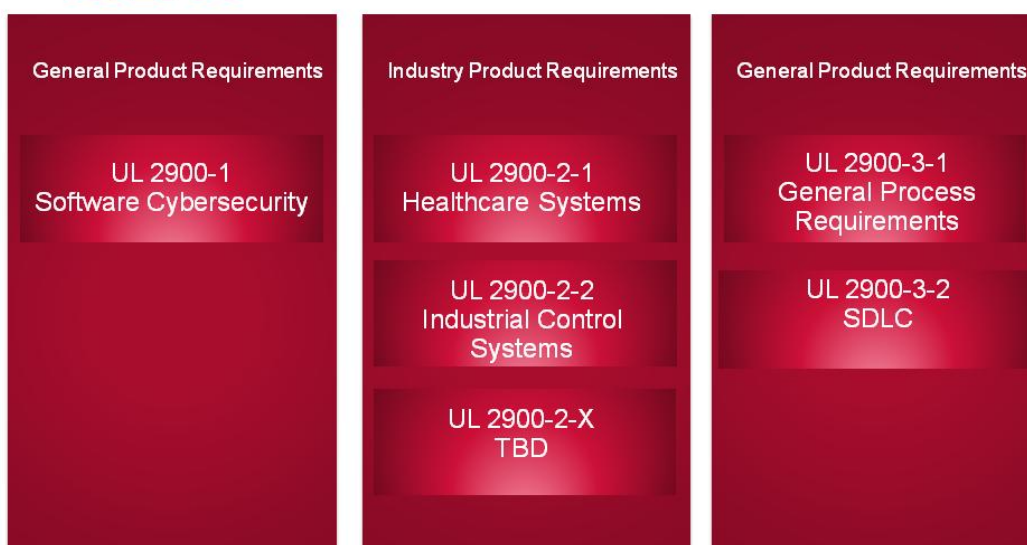 General Product Requirements
UL 2900-1
Software Cybersecurity
Industry Product Requirements
UL 2900-2-1
Healthcare Systems
UL 2900-2-2
Industrial Control
Systems
UL 2900-2-X
TBD
General Product Requirements
UL 2900-3-1
General Process
Requirements
UL 2900-3-2
SDLC